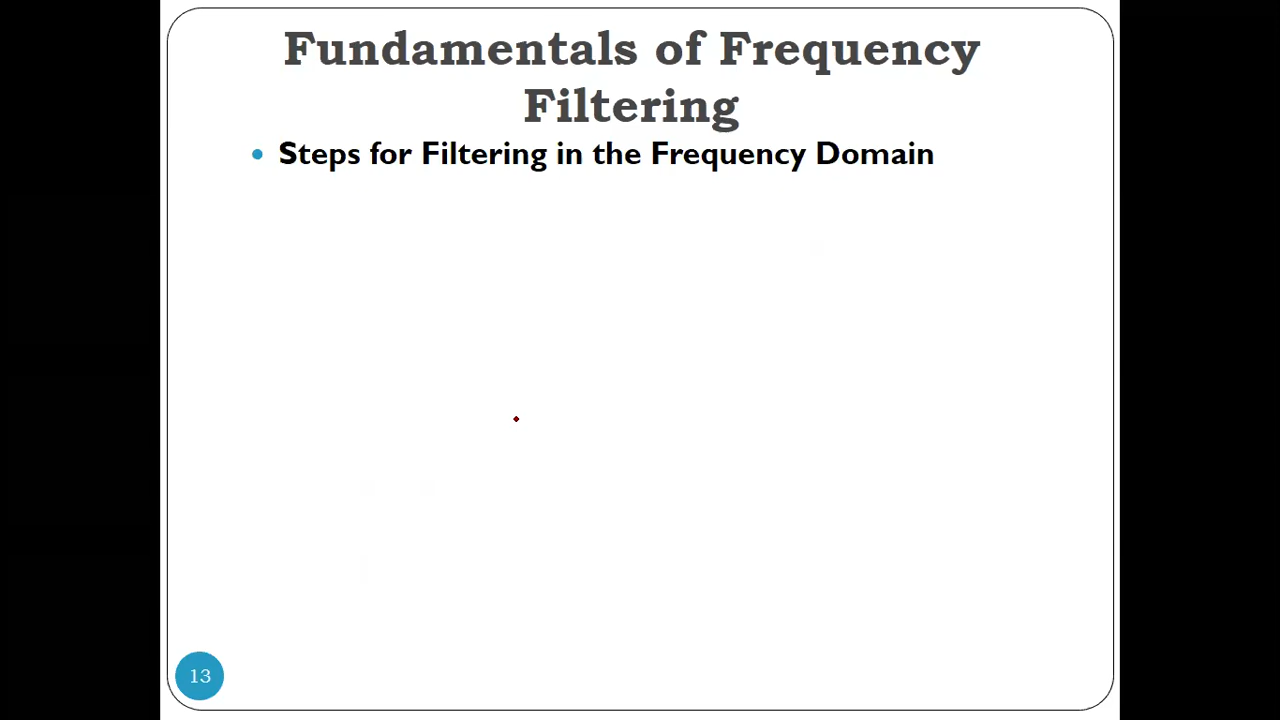 Fundamentals of Frequency
Filtering
• Steps for Filtering in the Frequency Domain
13